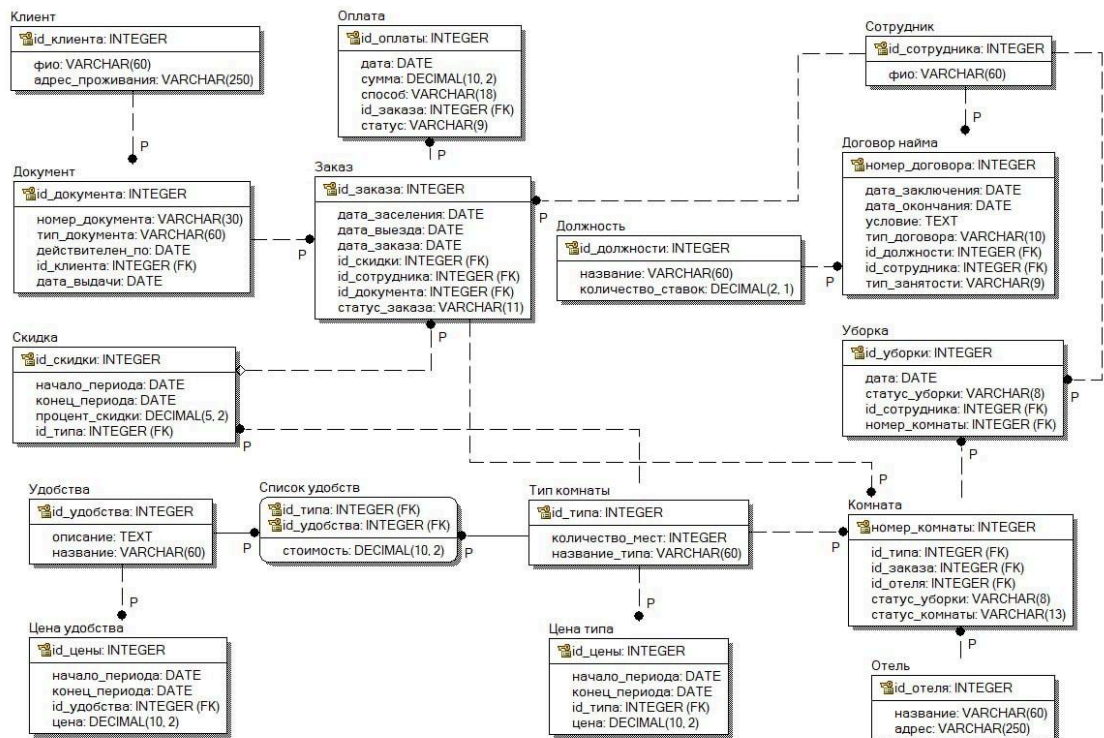 Клиент
id_клиента: INTEGER
фио: VARCHAR(60)
адрес_проживания: VARCHAR(250)
P
Оплата
id_оплаты: INTEGER
дата: DATE
сумма: DECIMAL(10, 2)
способ: VARCHAR(18)
id_заказа: INTEGER (FK)
статус: VARCHAR(9)
P
Сотрудник
id_сотрудника: INTEGER
фио: VARCHAR(60)
P
Документ
id_документа: INTEGER
номер_документа: VARCHAR(30)
тип_документа: VARCHAR(60)
действителен_по: DATE
id_клиента: INTEGER (FK)
дата_выдачи: DATE
P
Заказ
id_заказа: INTEGER
дата_заселения: DATE
дата_выезда: DATE
дата_заказа: DATE
id_скидки: INTEGER (FK)
id_сотрудника: INTEGER (FK)
id_документа: INTEGER (FK)
статус_заказа: VARCHAR(11)
P
P
Должность
id_должности: INTEGER
название: VARCHAR(60)
количество_ставок: DECIMAL(2, 1)
P
Договор найма
номер_договора: INTEGER
дата_заключения: DATE
дата_окончания: DATE
условие: TEXT
тип_договора: VARCHAR(10)
id_должности: INTEGER (FK)
id_сотрудника: INTEGER (FK)
тип_занятости: VARCHAR(9)
Скидка
id_скидки: INTEGER
начало_периода: DATE
конец_периода: DATE
процент_скидки: DECIMAL(5, 2)
id_типа: INTEGER (FK)
P
Уборка
id_уборки: INTEGER
дата: DATE
статус_уборки: VARCHAR(8)
id_сотрудника: INTEGER (FK)
номер_комнаты: INTEGER (FK)
P
P
Удобства
id_удобства: INTEGER
описание: TEXT
название: VARCHAR(60)
P
Список удобств
id_типа: INTEGER (FK)
id_удобства: INTEGER (FK)
стоимость: DECIMAL(10, 2)
P
P
Тип комнаты
id_типа: INTEGER
количество_мест: INTEGER
название_типа: VARCHAR(60)
P
P
P
Комната
номер_комнаты: INTEGER
id_типа: INTEGER (FK)
id_заказа: INTEGER (FK)
id_отеля: INTEGER (FK)
статус_уборки: VARCHAR(8)
статус_комнаты: VARCHAR(13)
P
Цена удобства
id_цены: INTEGER
начало_периода: DATE
конец_периода: DATE
id_удобства: INTEGER (FK)
цена: DECIMAL(10, 2)
Цена типа
id_цены: INTEGER
начало_периода: DATE
конец_периода: DATE
id_типа: INTEGER (FK)
цена: DECIMAL(10, 2)
Отель
id_отеля: INTEGER
название: VARCHAR(60)
адрес: VARCHAR(250)